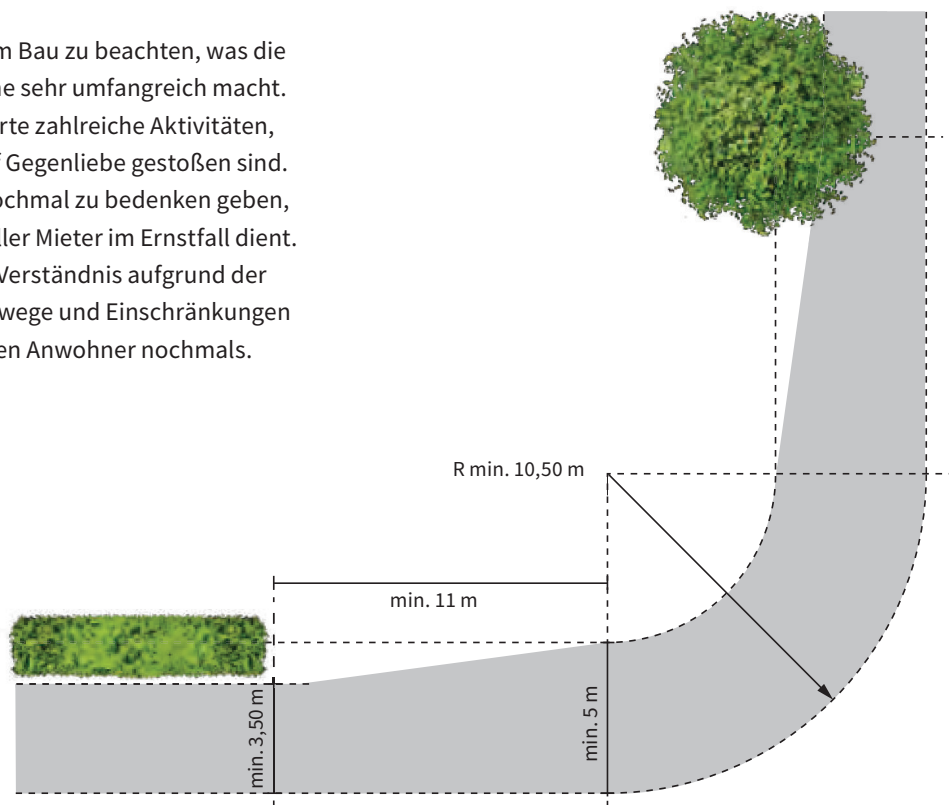 m Bau zu beachten, was die
ne sehr umfangreich macht.
rte zahlreiche Aktivitäten,
f Gegenliebe gestoßen sind.
ochmal zu bedenken geben,
ller Mieter im Ernstfall dient.
Verständnis aufgrund der
wege und Einschränkungen
en Anwohner nochmals.
R min. 10,50 m
min. 11 m
min. 3,50 m
min. 5 m